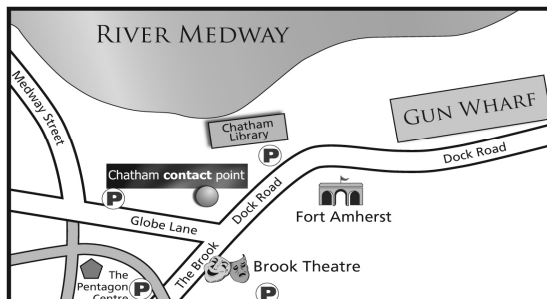 RIVER MEDWAY
Medway Street
Chatham
Library
GUN WHARF
P
Dock Road
Chatham contact point
P
Dock Road
Fort Amherst
Globe Lane
The Brook
Brook Theatre
The
Pentagon
Centre
P
P